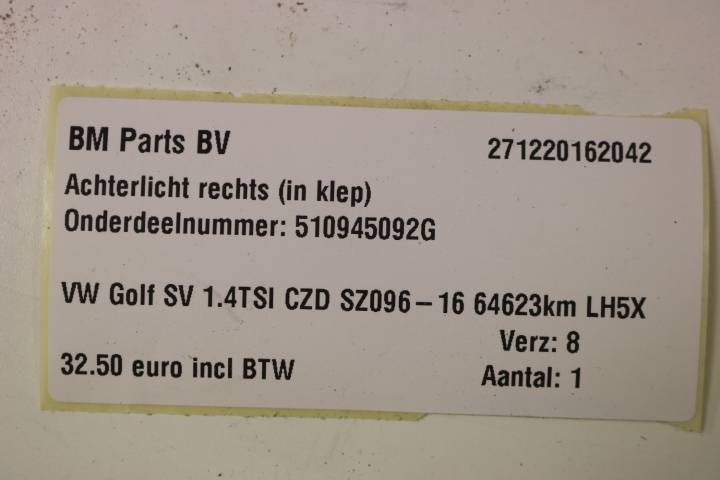 BM Parts BV 271220162042
Achterlicht rechts (in klep)
Onderdeelnummer: 510945092G
VW Golf SV 1.4TSI CZD SZ096-16 64623km LH5X
Verz: 8
32.50 euro incl BTW Aantal: 1